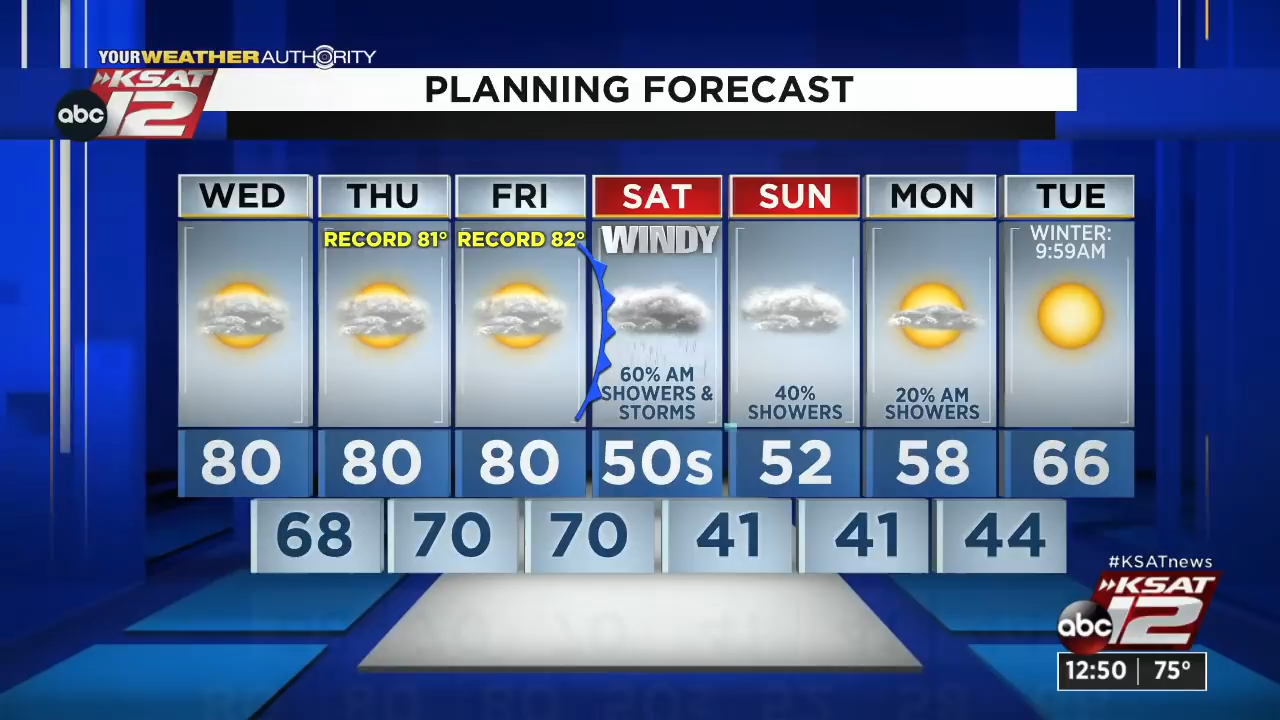 YOURWEATHERAUTHORITY
KSAT
abc 12
PLANNING FORECAST
WED THU FRI SAT SUN MON TUE
RECORD 81° RECORD 82° WINDY WINTER:
9:59AM
60% AM
SHOWERS &
STORMS
40%
SHOWERS
20% AM
SHOWERS
80 80 80 50s 52 58 66
68 70 70 41 41 44
#KSATnews
KSAT
abc 12
12:50 75°